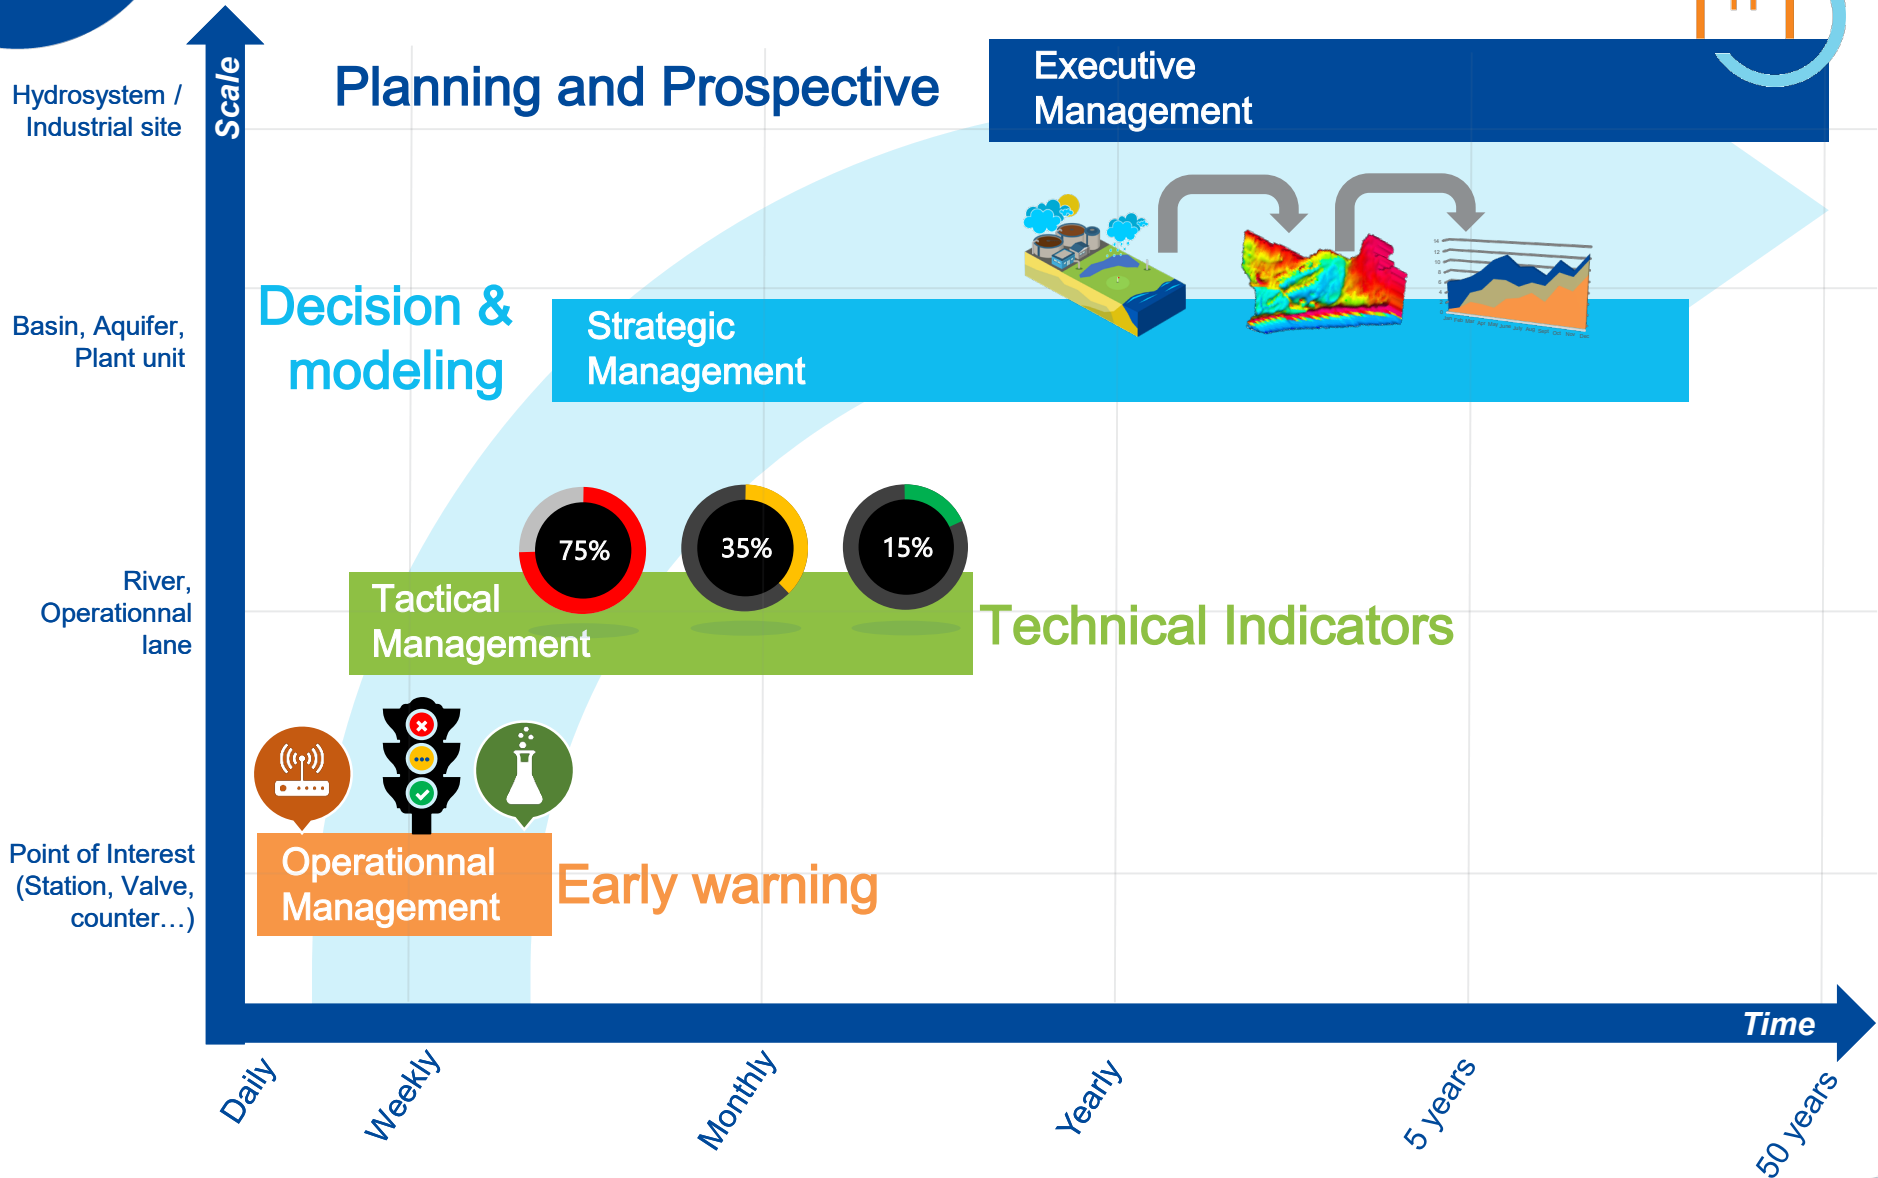 Scale
Hydrosystem /
Industrial site
Planning and Prospective
Executive
Management
Basin, Aquifer,
Plant unit
Decision &
modeling
Strategic
Management
River,
Operationnal
lane
75%
35%
15%
Tactical
Management
Technical Indicators
Point of Interest
(Station, Valve,
counter…)
Operationnal
Management
Early warning
Time
Daily
Weekly
Monthly
Yearly
5 years
50 years